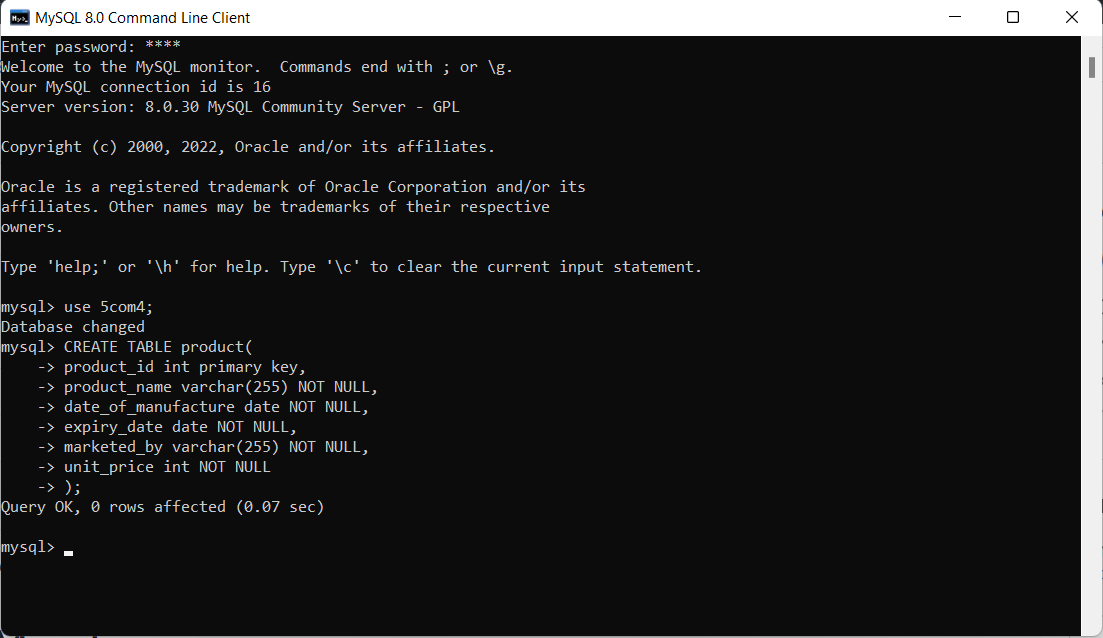 MySQL 8.0 Command Line Client
Enter password: ****
Welcome to the MySQL monitor.  Commands end with ; or \g.
Your MySQL connection id is 16
Server version: 8.0.30 MySQL Community Server - GPL
Copyright (c) 2000, 2022, Oracle and/or its affiliates.
Oracle is a registered trademark of Oracle Corporation and/or its
affiliates. Other names may be trademarks of their respective
owners.
Type 'help;' or '\h' for help. Type '\c' to clear the current input statement.
mysql> use 5com4;
Database changed
mysql> CREATE TABLE product(
    -> product_id int primary key,
    -> product_name varchar(255) NOT NULL,
    -> date_of_manufacture date NOT NULL,
    -> expiry_date date NOT NULL,
    -> marketed_by varchar(255) NOT NULL,
    -> unit_price int NOT NULL
    -> );
Query OK, 0 rows affected (0.07 sec)
mysql>